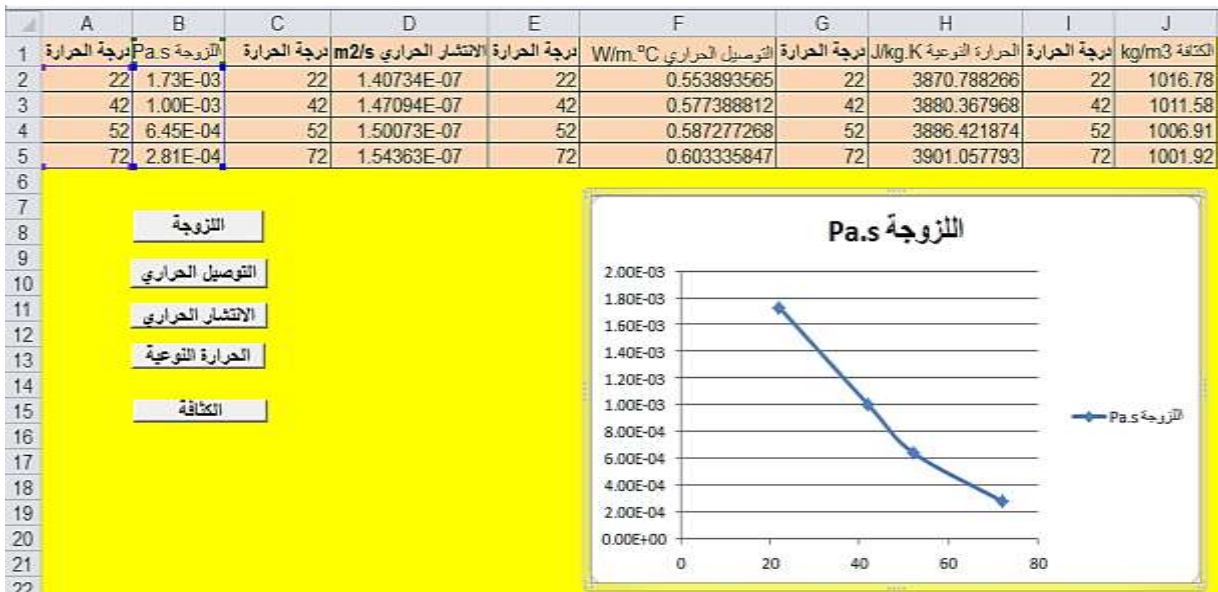 A B C D E F G H I J
1 درجة الحرارة اللزوجة Pa.s درجة الحرارة الانتشار الحراري m2/s درجة الحرارة التوصيل الحراري W/m.ºC درجة الحرارة الحرارة النوعية J/kg.K درجة الحرارة الكثافة kg/m3
2 22 1.73E-03 22 1.40734E-07 22 0.553893565 22 3870.788266 22 1016.78
3 42 1.00E-03 42 1.47094E-07 42 0.577388812 42 3880.367968 42 1011.58
4 52 6.45E-04 52 1.50073E-07 52 0.587277268 52 3886.421874 52 1006.91
5 72 2.81E-04 72 1.54363E-07 72 0.603335847 72 3901.057793 72 1001.92
6
7
8
9
10
11
12
13
14
15
16
17
18
19
20
21
22
اللزوجة
التوصيل الحراري
الانتشار الحراري
الحرارة النوعية
الكثافة
اللزوجة Pa.s
2.00E-03
1.80E-03
1.60E-03
1.40E-03
1.20E-03
1.00E-03
8.00E-04
6.00E-04
4.00E-04
2.00E-04
0.00E+00
0 20 40 60 80
اللزوجة Pa.s